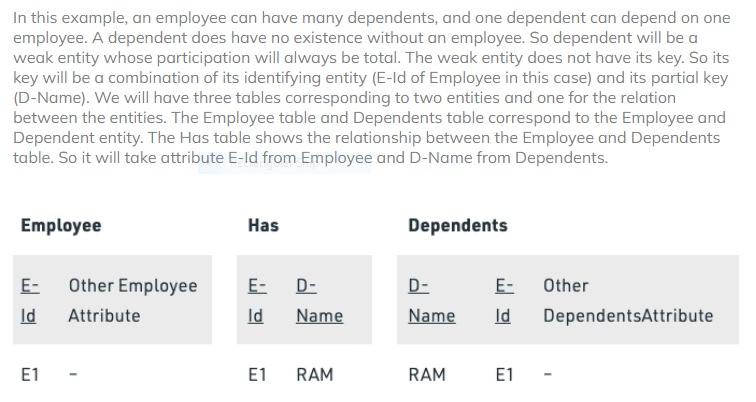 In this example, an employee can have many dependents, and one dependent can depend on one
employee. A dependent does have no existence without an employee. So dependent will be a
weak entity whose participation will always be total. The weak entity does not have its key. So its
key will be a combination of its identifying entity (E-Id of Employee in this case) and its partial key
(D-Name). We will have three tables corresponding to two entities and one for the relation
between the entities. The Employee table and Dependents table correspond to the Employee and
Dependent entity. The Has table shows the relationship between the Employee and Dependents
table. So it will take attribute E-Id from Employee and D-Name from Dependents.
Employee Has Dependents
E- Other Employee E- D- D- E- Other
Id Attribute Id Name Name Id DependentsAttribute
E1 – E1 RAM RAM E1 –